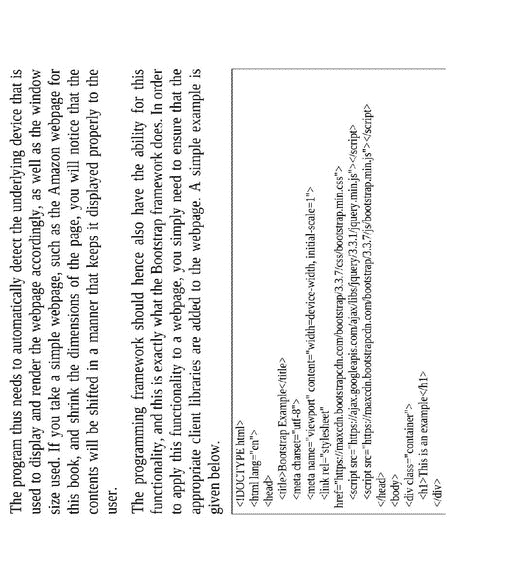 The program thus needs to automatically detect the underlying device that is
used to display and render the webpage accordingly, as well as the window
size used. If you take a simple webpage, such as the Amazon webpage for
this book, and shrink the dimensions of the page, you will notice that the
contents will be shifted in a manner that keeps it displayed properly to the
user.
The programming framework should hence also have the ability for this
functionality, and this is exactly what the Bootstrap framework does. In order
to apply this functionality to a webpage, you simply need to ensure that the
appropriate client libraries are added to the webpage. A simple example is
given below.
<!DOCTYPE html>
<html lang="en">
<head>
<title>Bootstrap Example</title>
<meta charset="utf-8">
<meta name="viewport" content="width=device-width, initial-scale=1">
<link rel="stylesheet"
href="https://maxcdn.bootstrapcdn.com/bootstrap/3.3.7/css/bootstrap.min.css">
<script src="https://ajax.googleapis.com/ajax/libs/jquery/3.3.1/jquery.min.js"></script>
<script src="https://maxcdn.bootstrapcdn.com/bootstrap/3.3.7/js/bootstrap.min.js"></script>
</head>
<body>
<div class="container">
<h1>This is an example</h1>
</div>